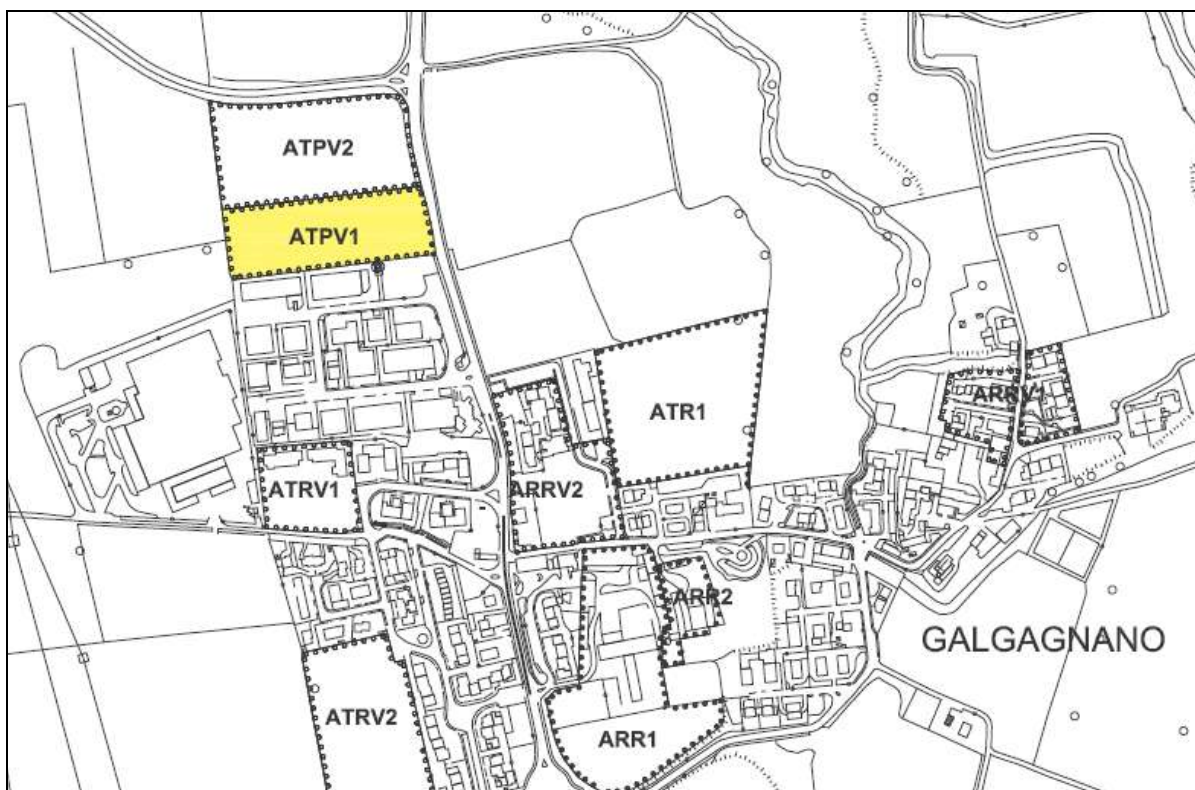 ATPV2
ATPV1
ATR1
ARRV1
ATRV1
ARRV2
ARR2
GALGAGNANO
ATRV2
ARR1